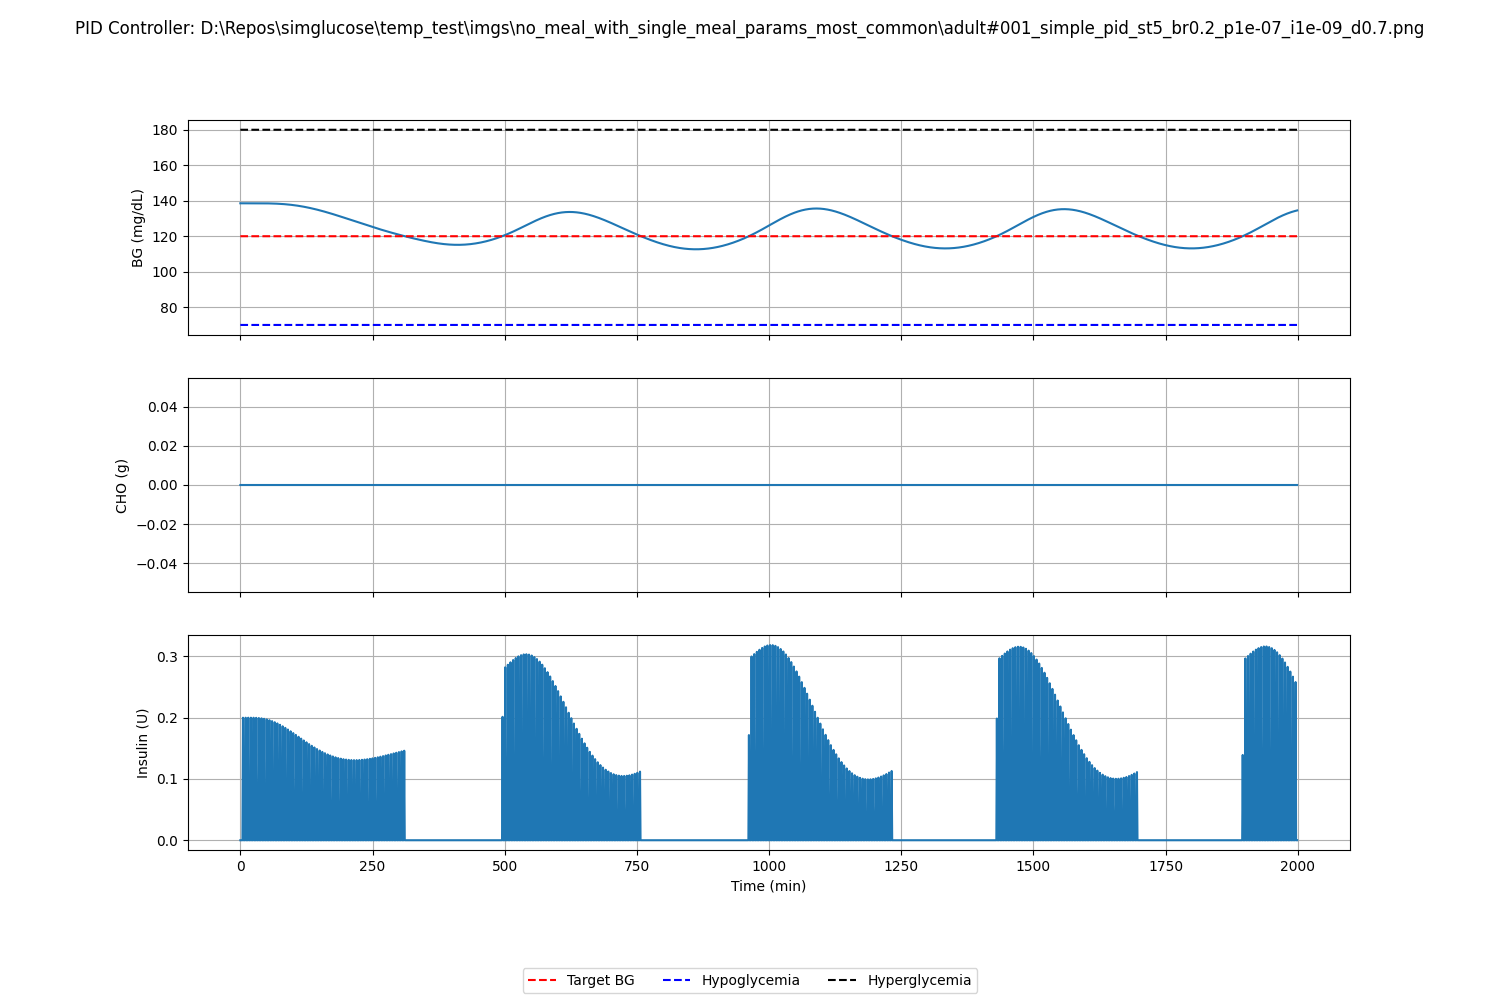 PID Controller: D:\Repos\simglucose\temp_test\imgs\no_meal_with_single_meal_params_most_common\adult#001_simple_pid_st5_br0.2_p1e-07_i1e-09_d0.7.png
180
160
140
120
100
80
BG (mg/dL)
0.04
0.02
0.00
−0.02
−0.04
CHO (g)
0.3
0.2
0.1
0.0
Insulin (U)
0 250 500 750 1000 1250 1500 1750 2000
Time (min)
Target BG Hypoglycemia Hyperglycemia